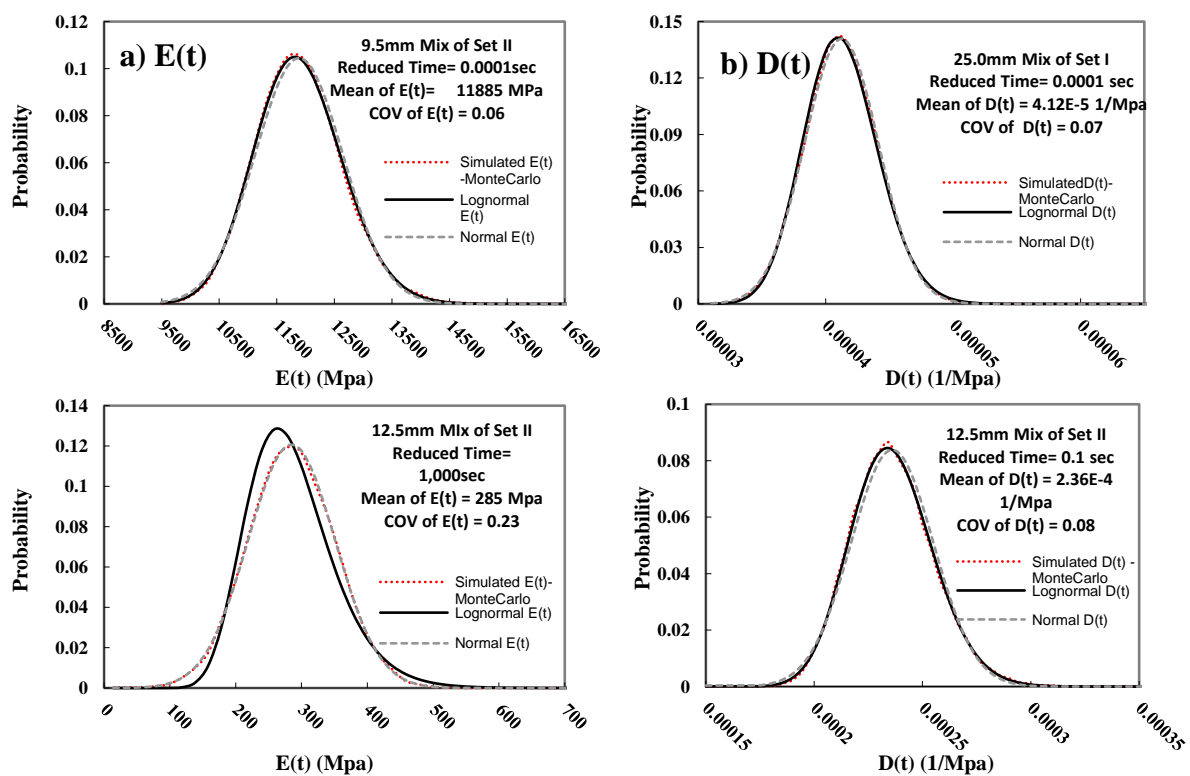 a) E(t)
9.5mm Mix of Set II
Reduced Time= 0.0001sec
Mean of E(t)= 11885 MPa
COV of E(t) = 0.06
Simulated E(t)
-MonteCarlo
Lognormal
E(t)
Normal E(t)
Probability
0.12
0.1
0.08
0.06
0.04
0.02
0
8500
9500
10500
11500
12500
13500
14500
15500
16500
E(t) (Mpa)
b) D(t)
25.0mm Mix of Set I
Reduced Time= 0.0001 sec
Mean of D(t) = 4.12E-5 1/Mpa
COV of D(t) = 0.07
SimulatedD(t)-
MonteCarlo
Lognormal D(t)
Normal D(t)
Probability
0.15
0.12
0.09
0.06
0.03
0
0.00003
0.00004
0.00005
0.00006
D(t) (1/Mpa)
12.5mm MIx of Set II
Reduced Time=
1,000sec
Mean of E(t) = 285 Mpa
COV of E(t) = 0.23
Simulated E(t)-
MonteCarlo
Lognormal E(t)
Normal E(t)
Probability
0.14
0.12
0.1
0.08
0.06
0.04
0.02
0
0
100
200
300
400
500
600
700
E(t) (Mpa)
12.5mm Mix of Set II
Reduced Time= 0.1 sec
Mean of D(t) = 2.36E-4
1/Mpa
COV of D(t) = 0.08
Simulated D(t) -
MonteCarlo
Lognormal D(t)
Normal D(t)
Probability
0.1
0.08
0.06
0.04
0.02
0
0.00015
0.0002
0.00025
0.0003
0.00035
D(t) (1/Mpa)